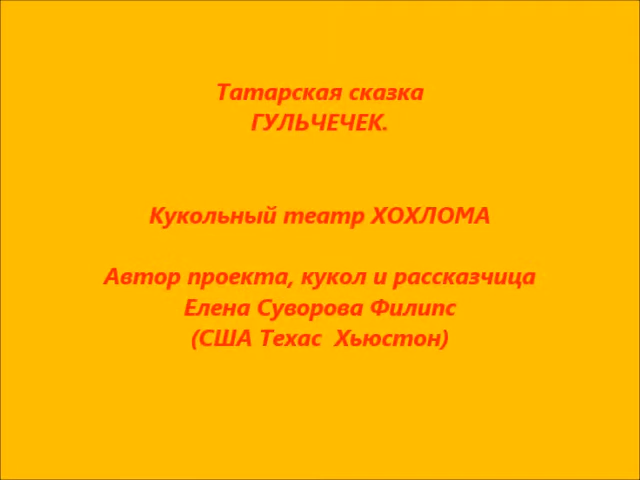 Татарская сказка
ГУЛЬЧЕЧЕК.
Кукольный театр ХОХЛОМА
Автор проекта, кукол и рассказчица
Елена Суворова Филипс
(США Техас Хьюстон)